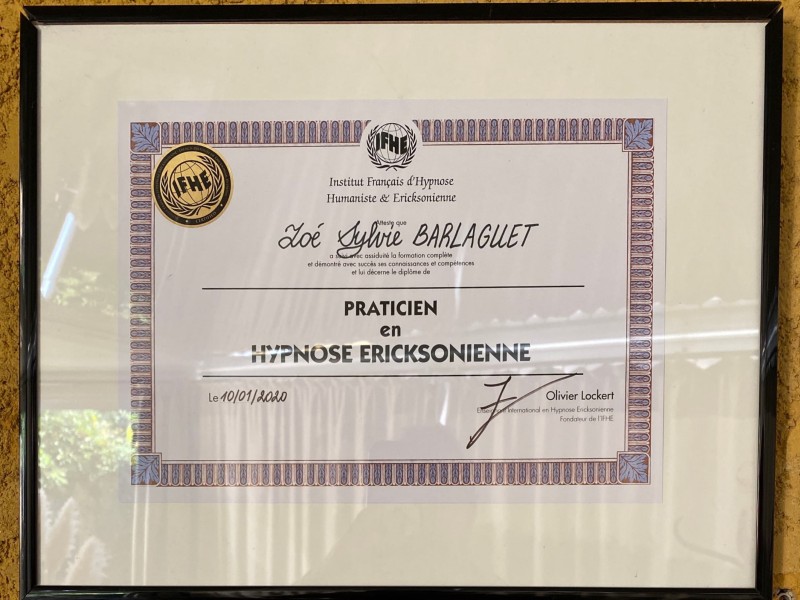 IFHE
IFHE
Institut Français d'Hypnose
Humaniste & Ericksonienne
Atteste que
Zoé Sylvie BARLAGUET
a suivi avec assiduité la formation complète
et démontré avec succès ses connaissances et compétences
et lui décerne le diplôme de
PRATICIEN
en
HYPNOSE ERICKSONIENNE
Le 10/01/2020
Olivier Lockert
Enseignant International en Hypnose Ericksonienne
Fondateur de l'IFHE